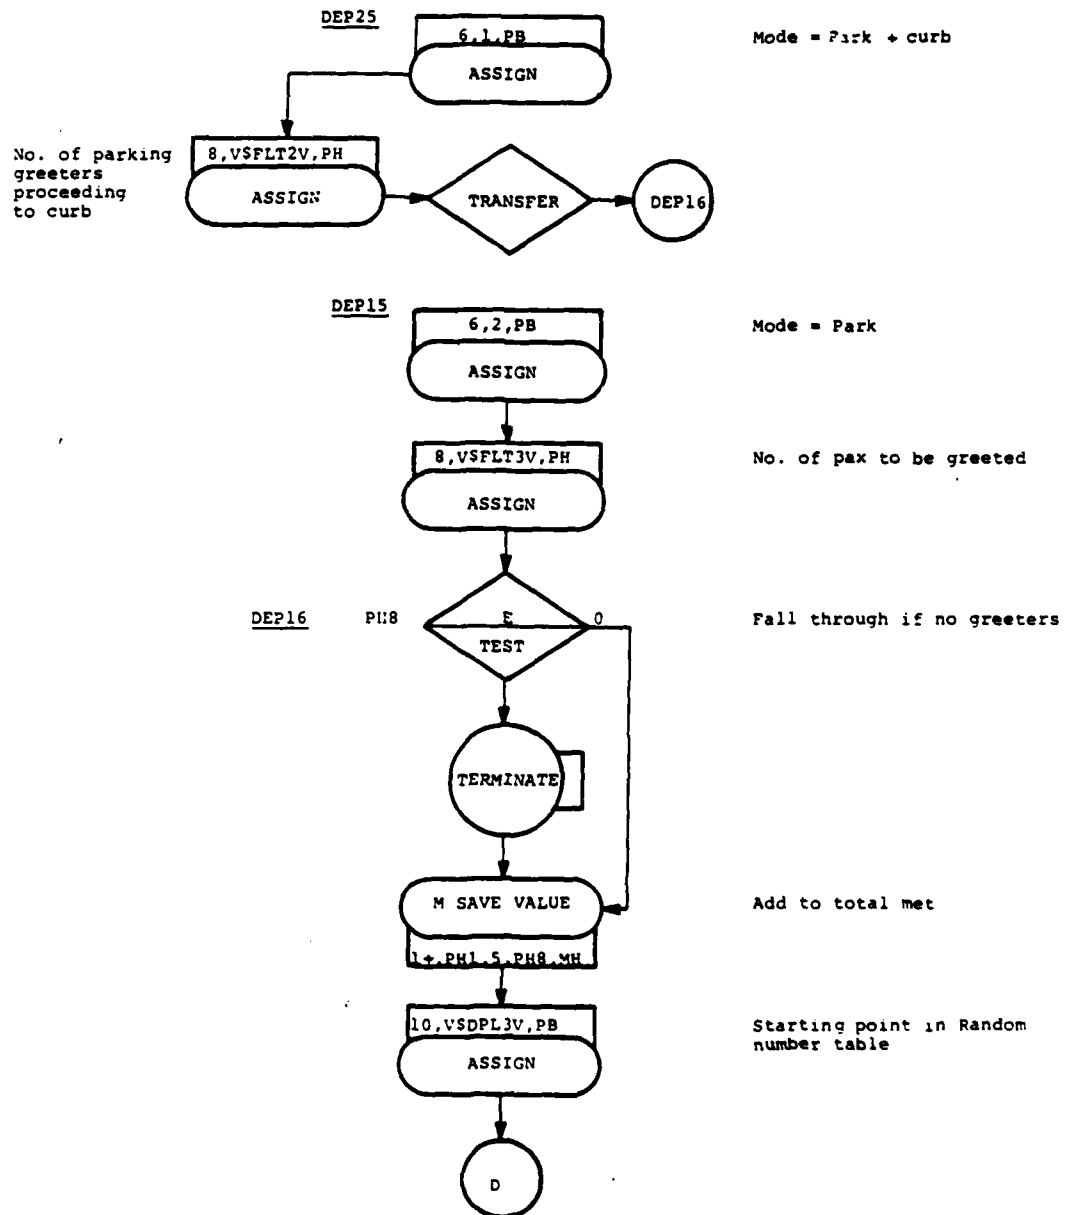 DEP25
6,1,PB
Mode = Park + curb
ASSIGN
No. of parking
greeters
proceeding
to curb
8,V$FLT2V,PH
ASSIGN
TRANSFER
DEP16
DEP15
6,2,PB
Mode = Park
ASSIGN
8,V$FLT3V,PH
No. of pax to be greeted
ASSIGN
DEP16
PH8
E
0
Fall through if no greeters
TEST
TERMINATE
M SAVE VALUE
Add to total met
1+,PH1,5,PH8,MH
10,V$DPL3V,PB
Starting point in Random
number table
ASSIGN
D